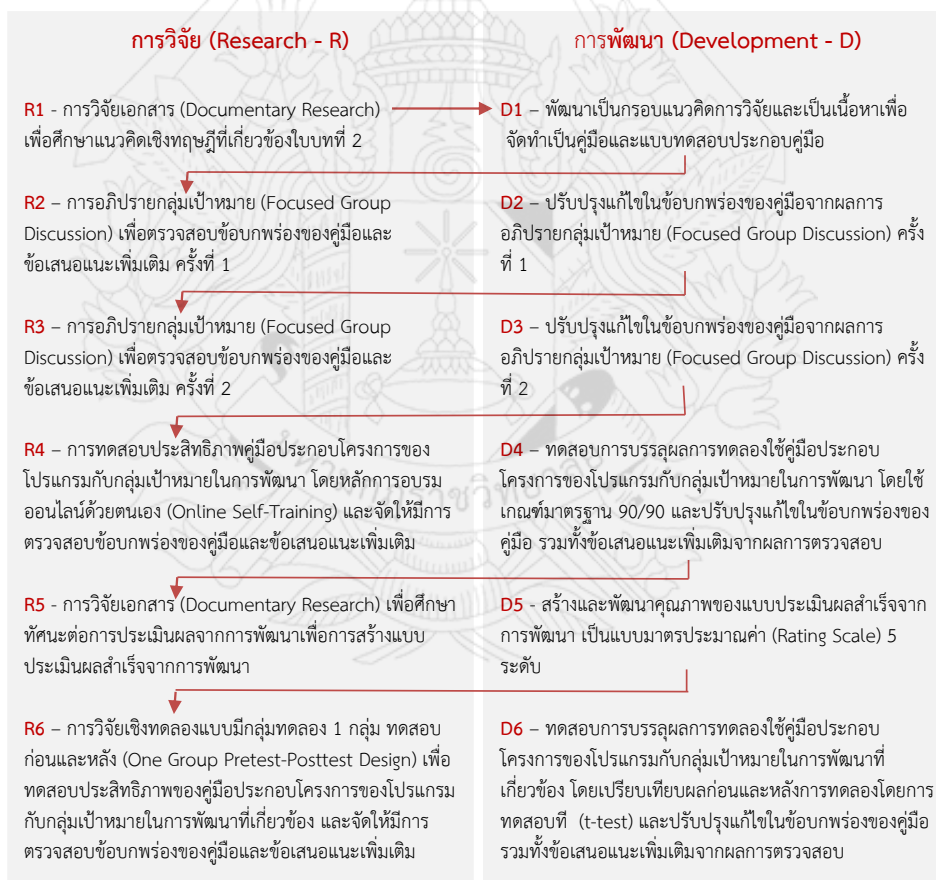 การวิจัย (Research - R)
การพัฒนา (Development - D)
R1 - การวิจัยเอกสาร (Documentary Research)
เพื่อศึกษาแนวคิดเชิงทฤษฎีที่เกี่ยวข้องใบบทที่ 2
D1 – พัฒนาเป็นกรอบแนวคิดการวิจัยและเป็นเนื้อหาเพื่อ
จัดทำเป็นคู่มือและแบบทดสอบประกอบคู่มือ
R2 – การอภิปรายกลุ่มเป้าหมาย (Focused Group
Discussion) เพื่อตรวจสอบข้อบกพร่องของคู่มือและ
ข้อเสนอแนะเพิ่มเติม ครั้งที่ 1
D2 – ปรับปรุงแก้ไขในข้อบกพร่องของคู่มือจากผลการ
อภิปรายกลุ่มเป้าหมาย (Focused Group Discussion) ครั้ง
ที่ 1
R3 - การอภิปรายกลุ่มเป้าหมาย (Focused Group
Discussion) เพื่อตรวจสอบข้อบกพร่องของคู่มือและ
ข้อเสนอแนะเพิ่มเติม ครั้งที่ 2
D3 – ปรับปรุงแก้ไขในข้อบกพร่องของคู่มือจากผลการ
อภิปรายกลุ่มเป้าหมาย (Focused Group Discussion) ครั้ง
ที่ 2
R4 – การทดสอบประสิทธิภาพคู่มือประกอบโครงการของ
โปรแกรมกับกลุ่มเป้าหมายในการพัฒนา โดยหลักการอบรม
ออนไลน์ด้วยตนเอง (Online Self-Training) และจัดให้มีการ
ตรวจสอบข้อบกพร่องของคู่มือและข้อเสนอแนะเพิ่มเติม
D4 – ทดสอบการบรรลุผลการทดลองใช้คู่มือประกอบ
โครงการของโปรแกรมกับกลุ่มเป้าหมายในการพัฒนา โดยใช้
เกณฑ์มาตรฐาน 90/90 และปรับปรุงแก้ไขในข้อบกพร่องของ
คู่มือ รวมทั้งข้อเสนอแนะเพิ่มเติมจากผลการตรวจสอบ
R5 - การวิจัยเอกสาร (Documentary Research) เพื่อศึกษา
ทัศนะต่อการประเมินผลจากการพัฒนาเพื่อการสร้างแบบ
ประเมินผลสำเร็จจากการพัฒนา
D5 - สร้างและพัฒนาคุณภาพของแบบประเมินผลสำเร็จจาก
การพัฒนา เป็นแบบมาตรประมาณค่า (Rating Scale) 5
ระดับ
R6 – การวิจัยเชิงทดลองแบบมีกลุ่มทดลอง 1 กลุ่ม ทดสอบ
ก่อนและหลัง (One Group Pretest-Posttest Design) เพื่อ
ทดสอบประสิทธิภาพของคู่มือประกอบโครงการของโปรแกรม
กับกลุ่มเป้าหมายในการพัฒนาที่เกี่ยวข้อง และจัดให้มีการ
ตรวจสอบข้อบกพร่องของคู่มือและข้อเสนอแนะเพิ่มเติม
D6 – ทดสอบการบรรลุผลการทดลองใช้คู่มือประกอบ
โครงการของโปรแกรมกับกลุ่มเป้าหมายในการพัฒนาที่
เกี่ยวข้อง โดยเปรียบเทียบผลก่อนและหลังการทดลองโดยการ
ทดสอบที (t-test) และปรับปรุงแก้ไขในข้อบกพร่องของคู่มือ
รวมทั้งข้อเสนอแนะเพิ่มเติมจากผลการตรวจสอบ